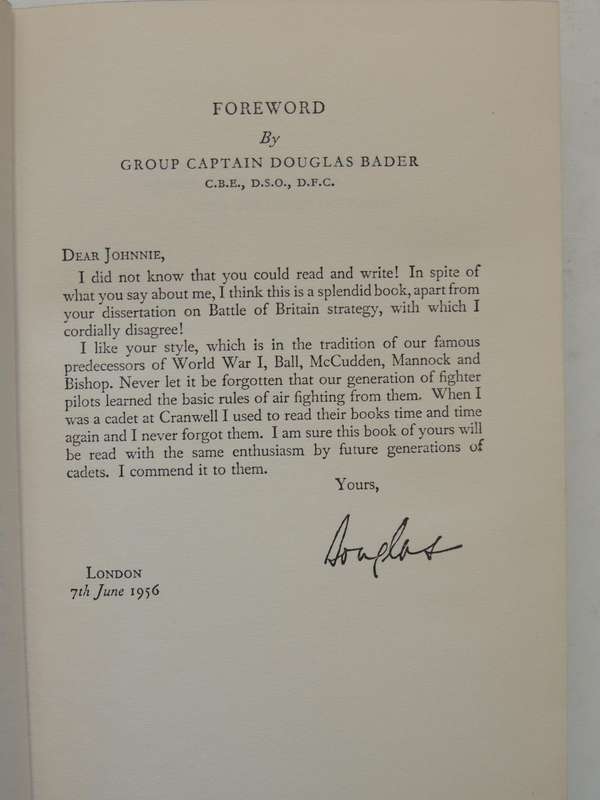 FOREWORD
By
GROUP CAPTAIN DOUGLAS BADER
C.B.E., D.S.O., D.F.C.
DEAR JOHNNIE,
I did not know that you could read and write! In spite of
what you say about me, I think this is a splendid book, apart from
your dissertation on Battle of Britain strategy, with which I
cordially disagree!
I like your style, which is in the tradition of our famous
predecessors of World War I, Ball, McCudden, Mannock and
Bishop. Never let it be forgotten that our generation of fighter
pilots learned the basic rules of air fighting from them. When I
was a cadet at Cranwell I used to read their books time and time
again and I never forgot them. I am sure this book of yours will
be read with the same enthusiasm by future generations of
cadets. I commend it to them.
Yours,
Douglas
LONDON
7th June 1956